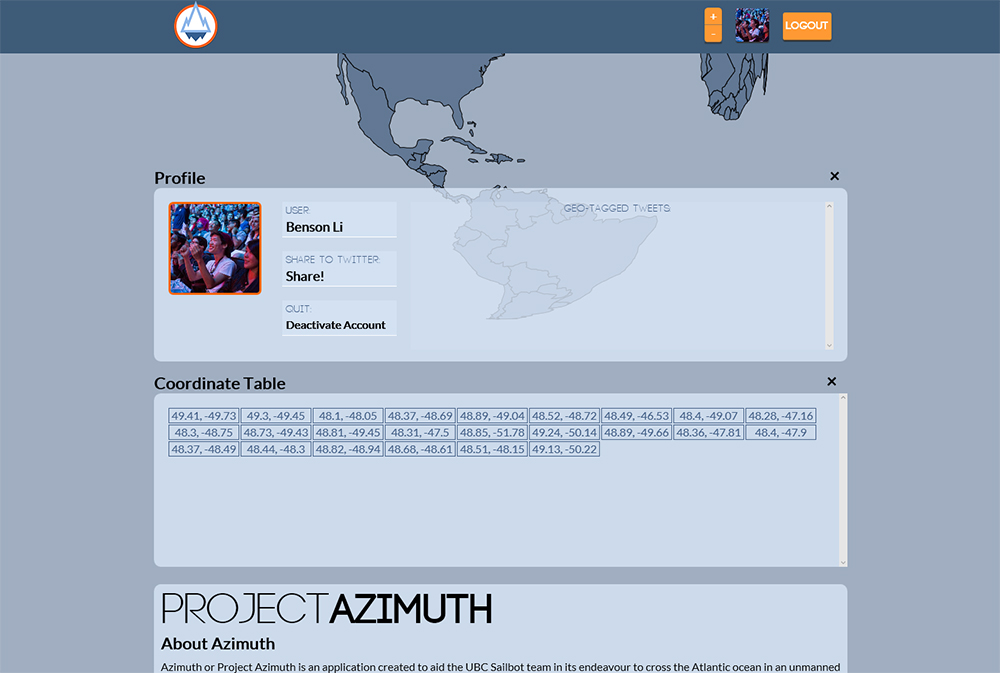 +
-
LOGOUT
Profile
×
USER:
Benson Li
SHARE TO TWITTER:
Share!
QUIT:
Deactivate Account
GEO-TAGGED TWEETS
Coordinate Table
×
49.41, -49.73 49.3, -49.45 48.1, -48.05 48.37, -48.69 48.89, -49.04 48.52, -48.72 48.49, -46.53 48.4, -49.07 48.28, -47.16
48.3, -48.75 48.73, -49.43 48.81, -49.45 48.31, -47.5 48.85, -51.78 49.24, -50.14 48.89, -49.66 48.36, -47.81 48.4, -47.9
48.37, -48.49 48.44, -48.3 48.82, -48.94 48.68, -48.61 48.51, -48.15 49.13, -50.22
PROJECTAZIMUTH
About Azimuth
Azimuth or Project Azimuth is an application created to aid the UBC Sailbot team in its endeavour to cross the Atlantic ocean in an unmanned